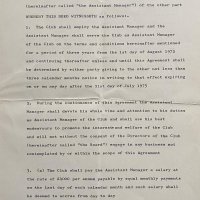 (hereinafter called "the Assistant Manager") of the other part
WHEREBY THIS DEED WITNESSETH as follows:
1. The Club shall employ the Assistant Manager and the
Assistant Manager shall serve the Club as Assistant Manager
of the Club on the terms and conditions hereinafter mentioned
for a period of three years from the 1st day of August 1973
and continuing thereafter unless and until this Agreement shall
be determined by either party giving to the other not less than
three calendar months notice in writing to that effect expiring
on or any day after the 31st day of July 1975
2. During the continuance of this Agreement the Assistant
Manager shall devote his whole time and attention to his duties
as Assistant Manager of the Club and shall use his best
endeavours to promote the interests and welfare of the Club
and will not without the consent of the Directors of the Club
(hereinafter called "the Board") engage in any business not
contemplated by or within the scope of this Agreement
3. (a) The Club shall pay the Assistant Manager a salary at
the rate of per annum payable by equal monthly payments
on the last day of each calendar month and such salary shall
be deemed to accrue from day to day